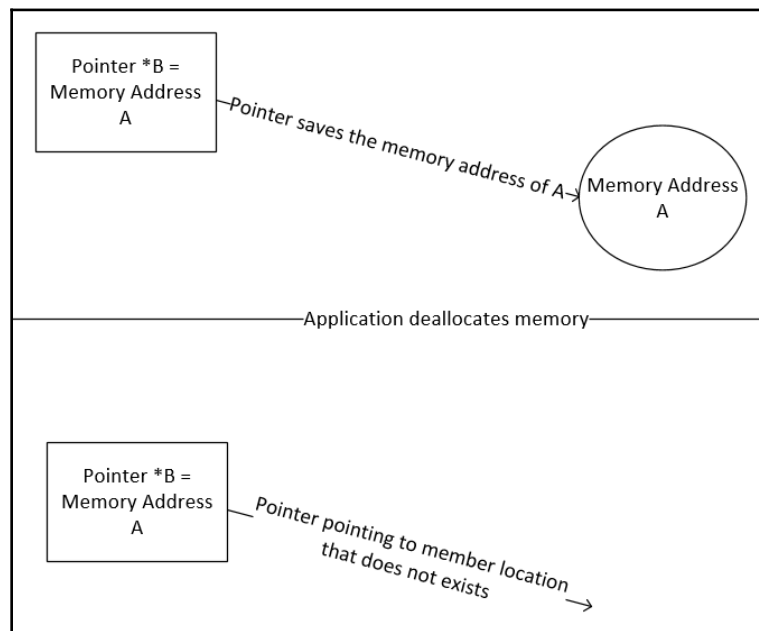 Pointer *B =
Memory Address
A
Pointer saves the memory address of A
Memory Address
A
Application deallocates memory
Pointer *B =
Memory Address
A
Pointer pointing to member location
that does not exists